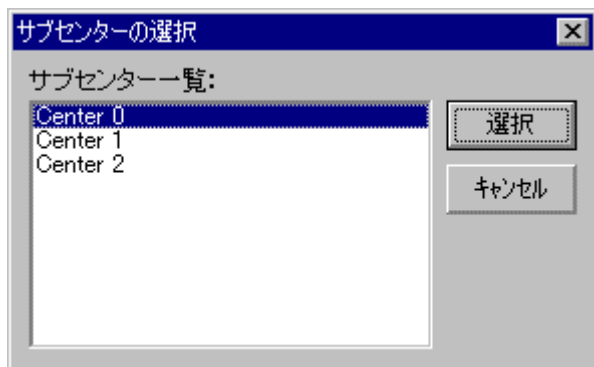 サブセンターの選択
サブセンター一覧:
Center 0
Center 1
Center 2
選択
キャンセル